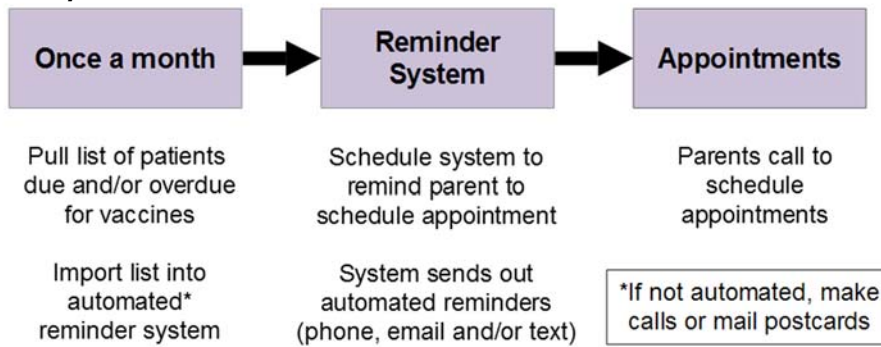 Once a month
Reminder
System
Appointments
Pull list of patients
due and/or overdue
for vaccines
Import list into
automated*
reminder system
Schedule system to
remind parent to
schedule appointment
System sends out
automated reminders
(phone, email and/or text)
Parents call to
schedule
appointments
*If not automated, make
calls or mail postcards